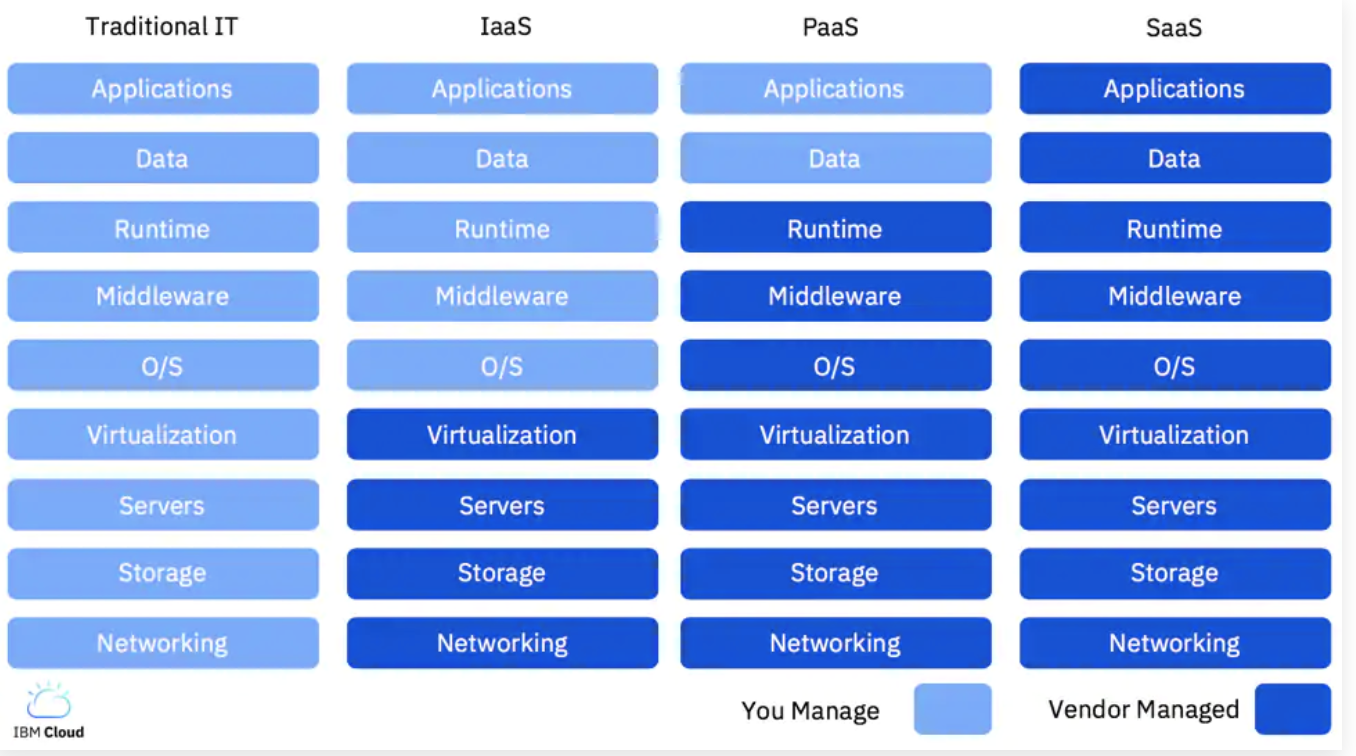 Traditional IT IaaS PaaS SaaS
Applications Applications Applications Applications
Data Data Data Data
Runtime Runtime Runtime Runtime
Middleware Middleware Middleware Middleware
O/S O/S O/S O/S
Virtualization Virtualization Virtualization Virtualization
Servers Servers Servers Servers
Storage Storage Storage Storage
Networking Networking Networking Networking
You Manage Vendor Managed
IBM Cloud